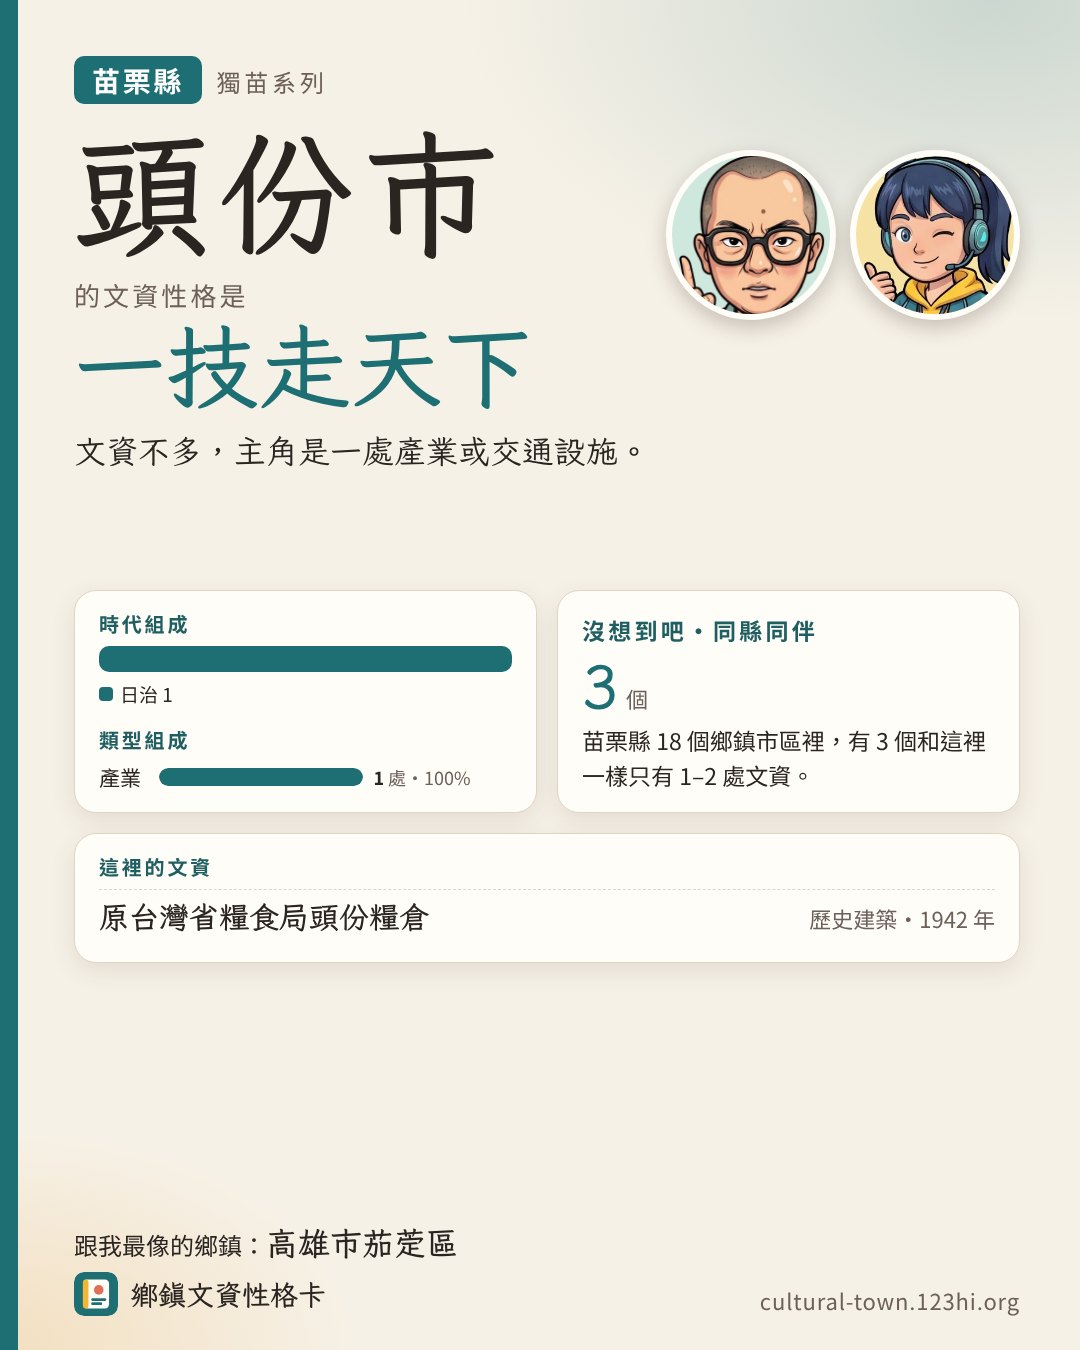 苗栗縣 獨苗系列
頭份市
的文資性格是
一技走天下
文資不多，主角是一處產業或交通設施。
時代組成
日治 1
類型組成
產業 1 處・100%
沒想到吧・同縣同伴
3 個
苗栗縣 18 個鄉鎮市區裡，有 3 個和這裡
一樣只有 1–2 處文資。
這裡的文資
原台灣省糧食局頭份糧倉 歷史建築・1942 年
跟我最像的鄉鎮：高雄市茄萣區
鄉鎮文資性格卡
cultural-town.123hi.org